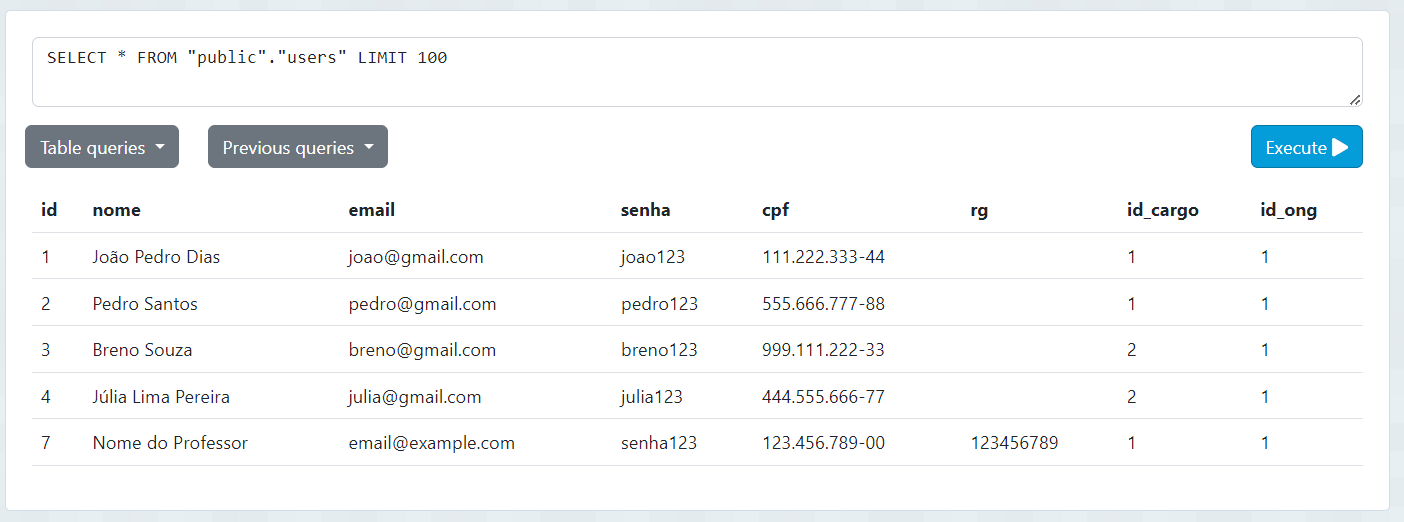 SELECT * FROM "public"."users" LIMIT 100
Table queries Previous queries Execute
id nome email senha cpf rg id_cargo id_ong
1 João Pedro Dias joao@gmail.com joao123 111.222.333-44 1 1
2 Pedro Santos pedro@gmail.com pedro123 555.666.777-88 1 1
3 Breno Souza breno@gmail.com breno123 999.111.222-33 2 1
4 Júlia Lima Pereira julia@gmail.com julia123 444.555.666-77 2 1
7 Nome do Professor email@example.com senha123 123.456.789-00 123456789 1 1